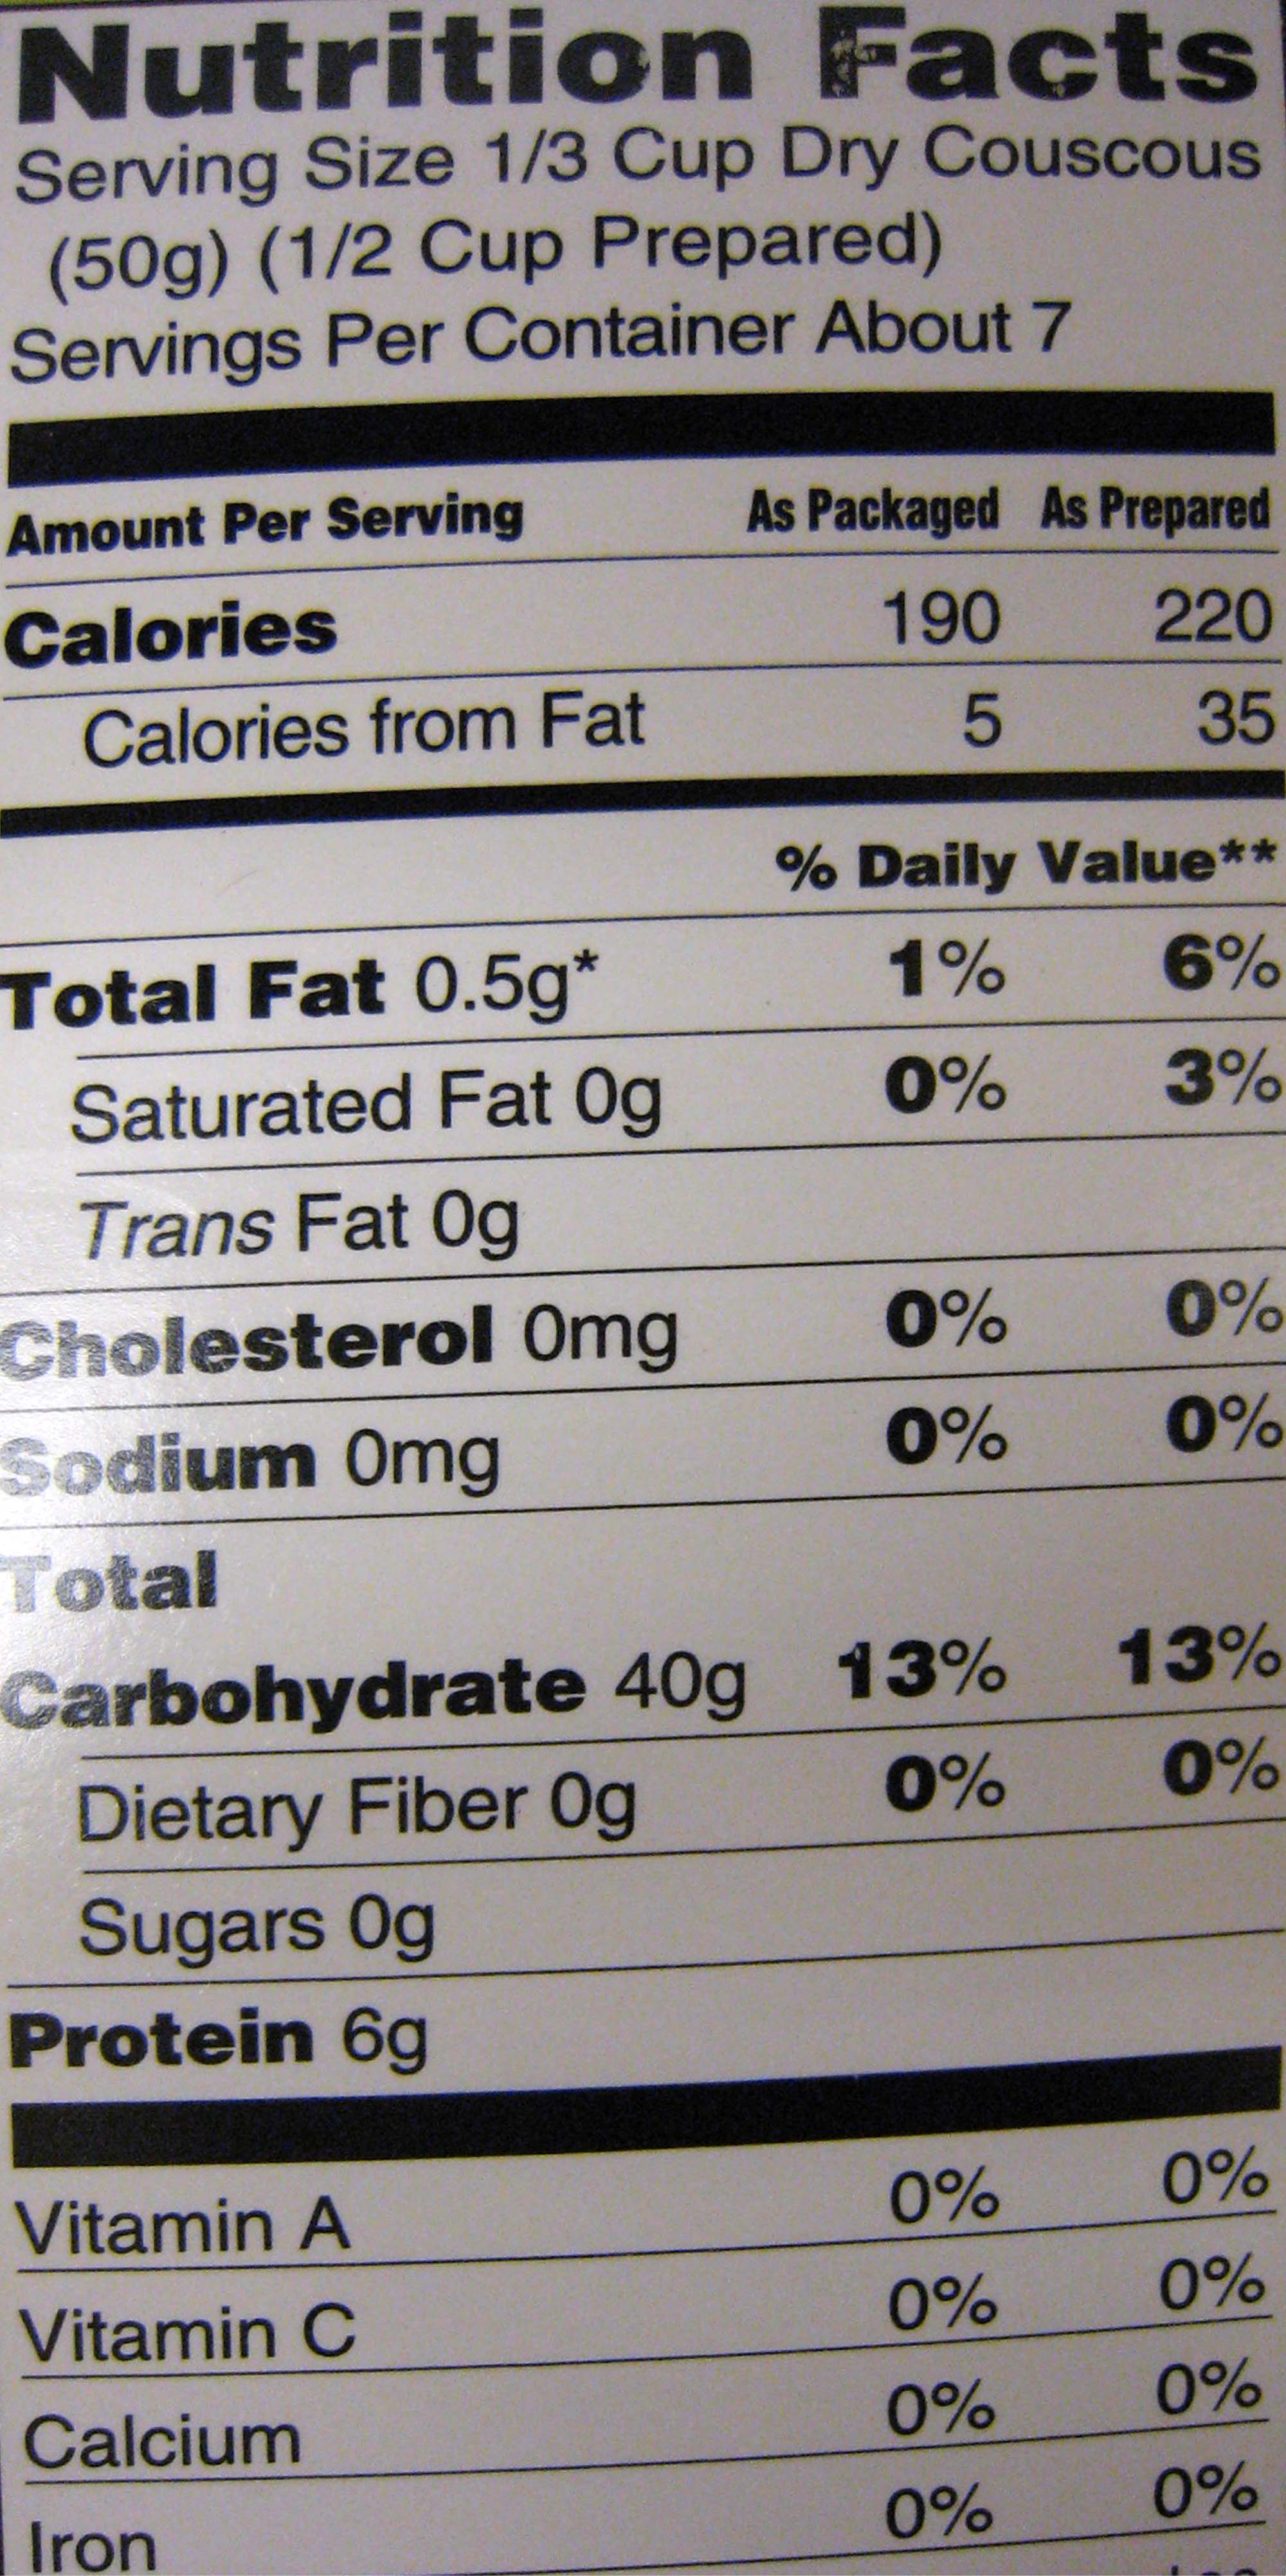 Nutrition Facts
Serving Size 1/3 Cup Dry Couscous
(50g) (1/2 Cup Prepared)
Servings Per Container About 7
Amount Per Serving As Packaged As Prepared
Calories 190 220
Calories from Fat 5 35
% Daily Value**
Total Fat 0.5g* 1% 6%
Saturated Fat 0g 0% 3%
Trans Fat 0g
Cholesterol 0mg 0% 0%
Sodium 0mg 0% 0%
Total
Carbohydrate 40g 13% 13%
Dietary Fiber 0g 0% 0%
Sugars 0g
Protein 6g
Vitamin A 0% 0%
Vitamin C 0% 0%
Calcium 0% 0%
Iron 0% 0%